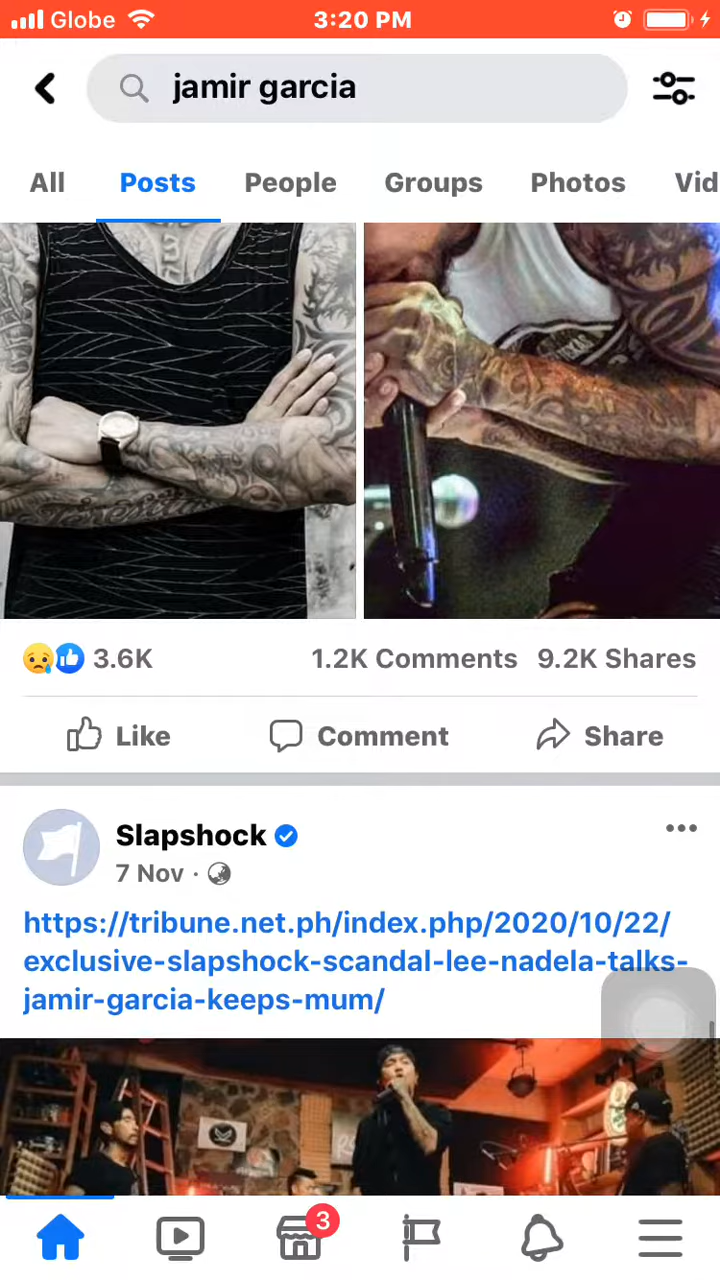 Globe 3:20 PM
jamir garcia
All Posts People Groups Photos Vid
3.6K 1.2K Comments 9.2K Shares
Like Comment Share
Slapshock
7 Nov ·
https://tribune.net.ph/index.php/2020/10/22/
exclusive-slapshock-scandal-lee-nadela-talks-
jamir-garcia-keeps-mum/
3